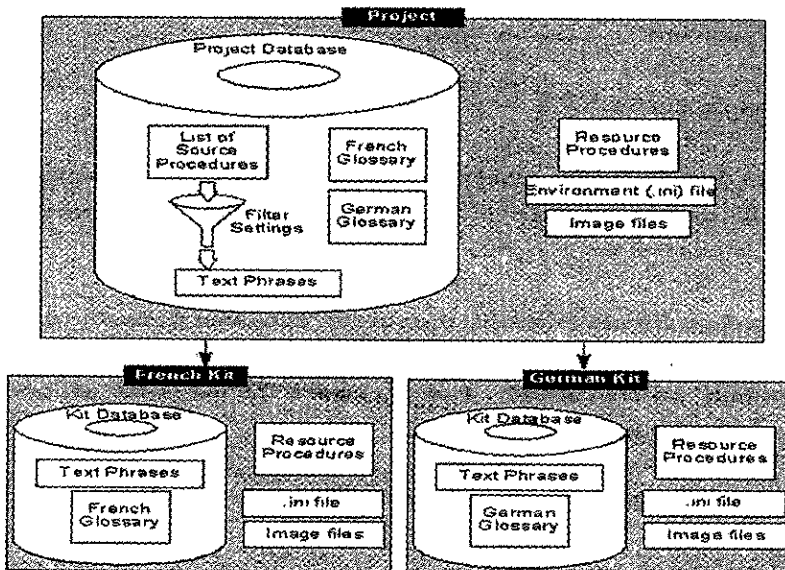 Project
Project Database
List of
Source
Procedures
French
Glossary
Resource
Procedures
Environment (.ini) file
German
Glossary
Filter
Settings
Image files
Text Phrases
French Kit
German Kit
Kit Database
Resource
Procedures
Text Phrases
French
Glossary
.ini file
Image files
Kit Database
Resource
Procedures
Text Phrases
German
Glossary
.ini file
Image files